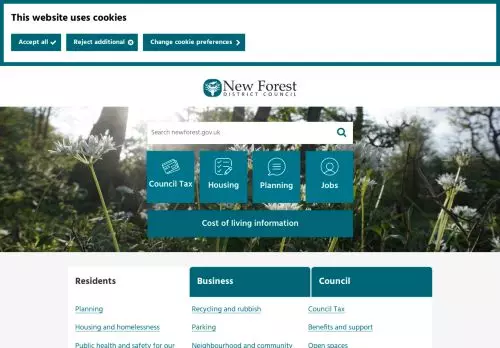 This website uses cookies
Accept all
Reject additional
Change cookie preferences
New Forest
DISTRICT COUNCIL
Search newforest.gov.uk
Council Tax
Housing
Planning
Jobs
Cost of living information
Residents
Business
Council
Planning
Recycling and rubbish
Council Tax
Housing and homelessness
Parking
Benefits and support
Public health and safety for our
Neighbourhood and community
Open spaces